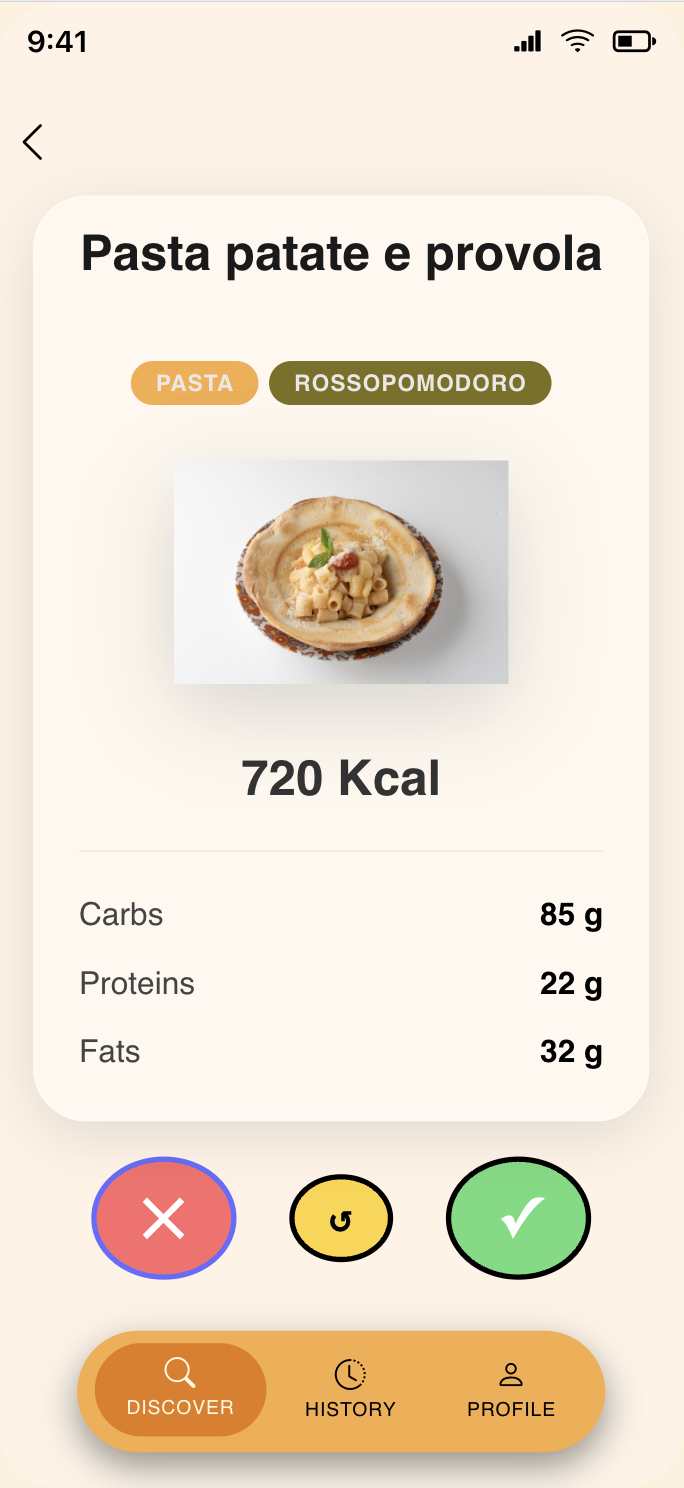 9:41
Pasta patate e provola
PASTA ROSSOPOMODORO
720 Kcal
Carbs 85 g
Proteins 22 g
Fats 32 g
DISCOVER HISTORY PROFILE